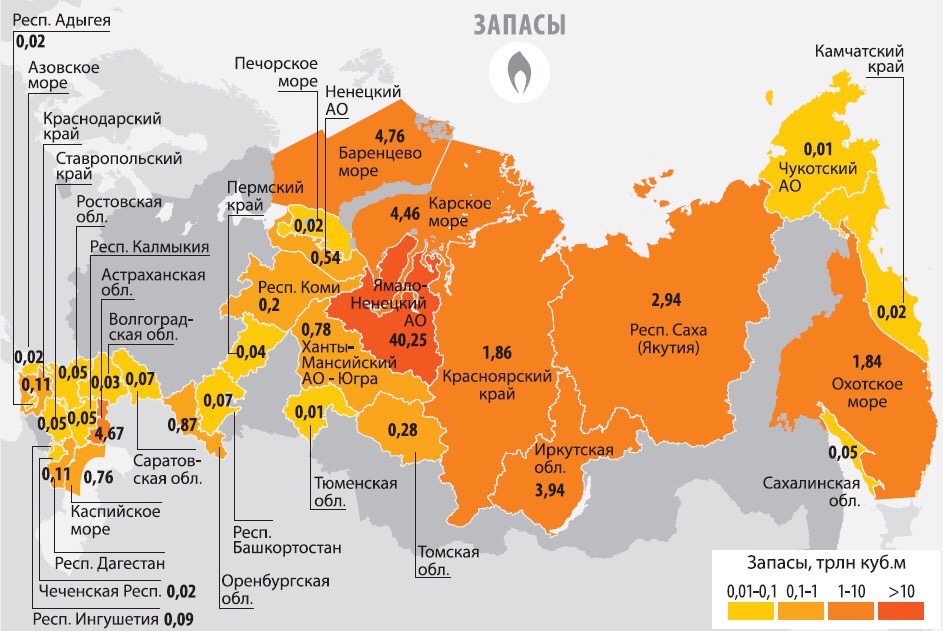 ЗАПАСЫ
Респ. Адыгея
0,02
Азовское
море
Краснодарский
край
Ставропольский
край
Ростовская
обл.
Респ. Калмыкия
Астраханская
обл.
Волгоград-
ская обл.
Печорское
море
Ненецкий
АО
Пермский
край
Камчатский
край
4,76
Баренцево
море
4,46
Карское
море
0,01
Чукотский
АО
0,02
0,54
Респ. Коми
0,2
Ямало-
Ненецкий
АО
40,25
0,78
Ханты-
Мансийский
АО - Югра
2,94
Респ. Саха
(Якутия)
0,02
1,86
Красноярский
край
1,84
Охотское
море
0,04
0,02
0,11
0,05
0,03
0,07
0,07
0,05
0,05
4,67
0,87
0,01
0,28
Иркутская
обл.
3,94
0,05
Сахалинская
обл.
0,11
0,76
Саратов-
ская обл.
Каспийское
море
Тюменская
обл.
Респ.
Башкортостан
Томская
обл.
Оренбургская
обл.
Респ. Дагестан
Чеченская Респ. 0,02
Респ. Ингушетия 0,09
Запасы, трлн куб.м
0,01-0,1 0,1-1 1-10 >10